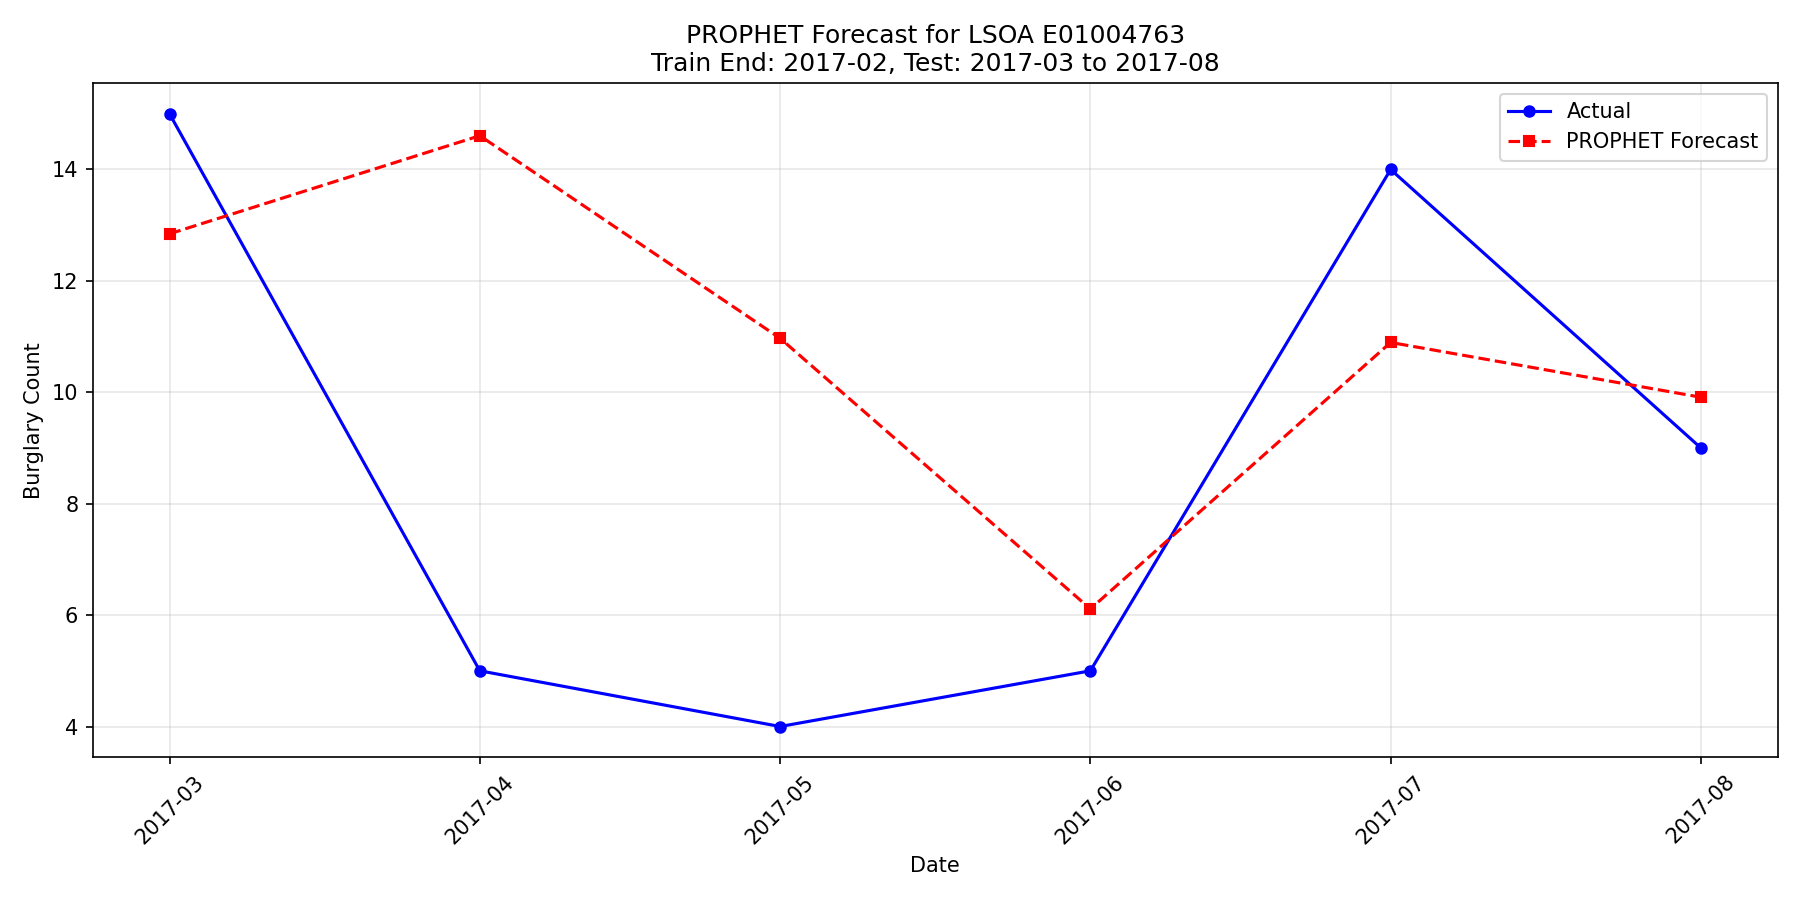 PROPHET Forecast for LSOA E01004763
Train End: 2017-02, Test: 2017-03 to 2017-08
Actual
PROPHET Forecast
Burglary Count
14
12
10
8
6
4
2017-03
2017-04
2017-05
2017-06
2017-07
2017-08
Date